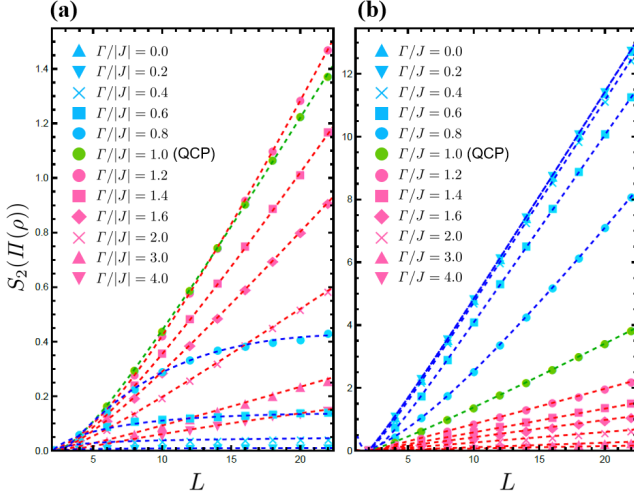 (a)
(b)
S₂(Π(ρ))
1.4
1.2
1.0
0.8
0.6
0.4
0.2
0.0
Γ/|J| = 0.0
Γ/|J| = 0.2
Γ/|J| = 0.4
Γ/|J| = 0.6
Γ/|J| = 0.8
Γ/|J| = 1.0 (QCP)
Γ/|J| = 1.2
Γ/|J| = 1.4
Γ/|J| = 1.6
Γ/|J| = 2.0
Γ/|J| = 3.0
Γ/|J| = 4.0
5
10
15
20
L
12
10
8
6
4
2
0
Γ/J = 0.0
Γ/J = 0.2
Γ/J = 0.4
Γ/J = 0.6
Γ/J = 0.8
Γ/J = 1.0 (QCP)
Γ/J = 1.2
Γ/J = 1.4
Γ/J = 1.6
Γ/J = 2.0
Γ/J = 3.0
Γ/J = 4.0
5
10
15
20
L